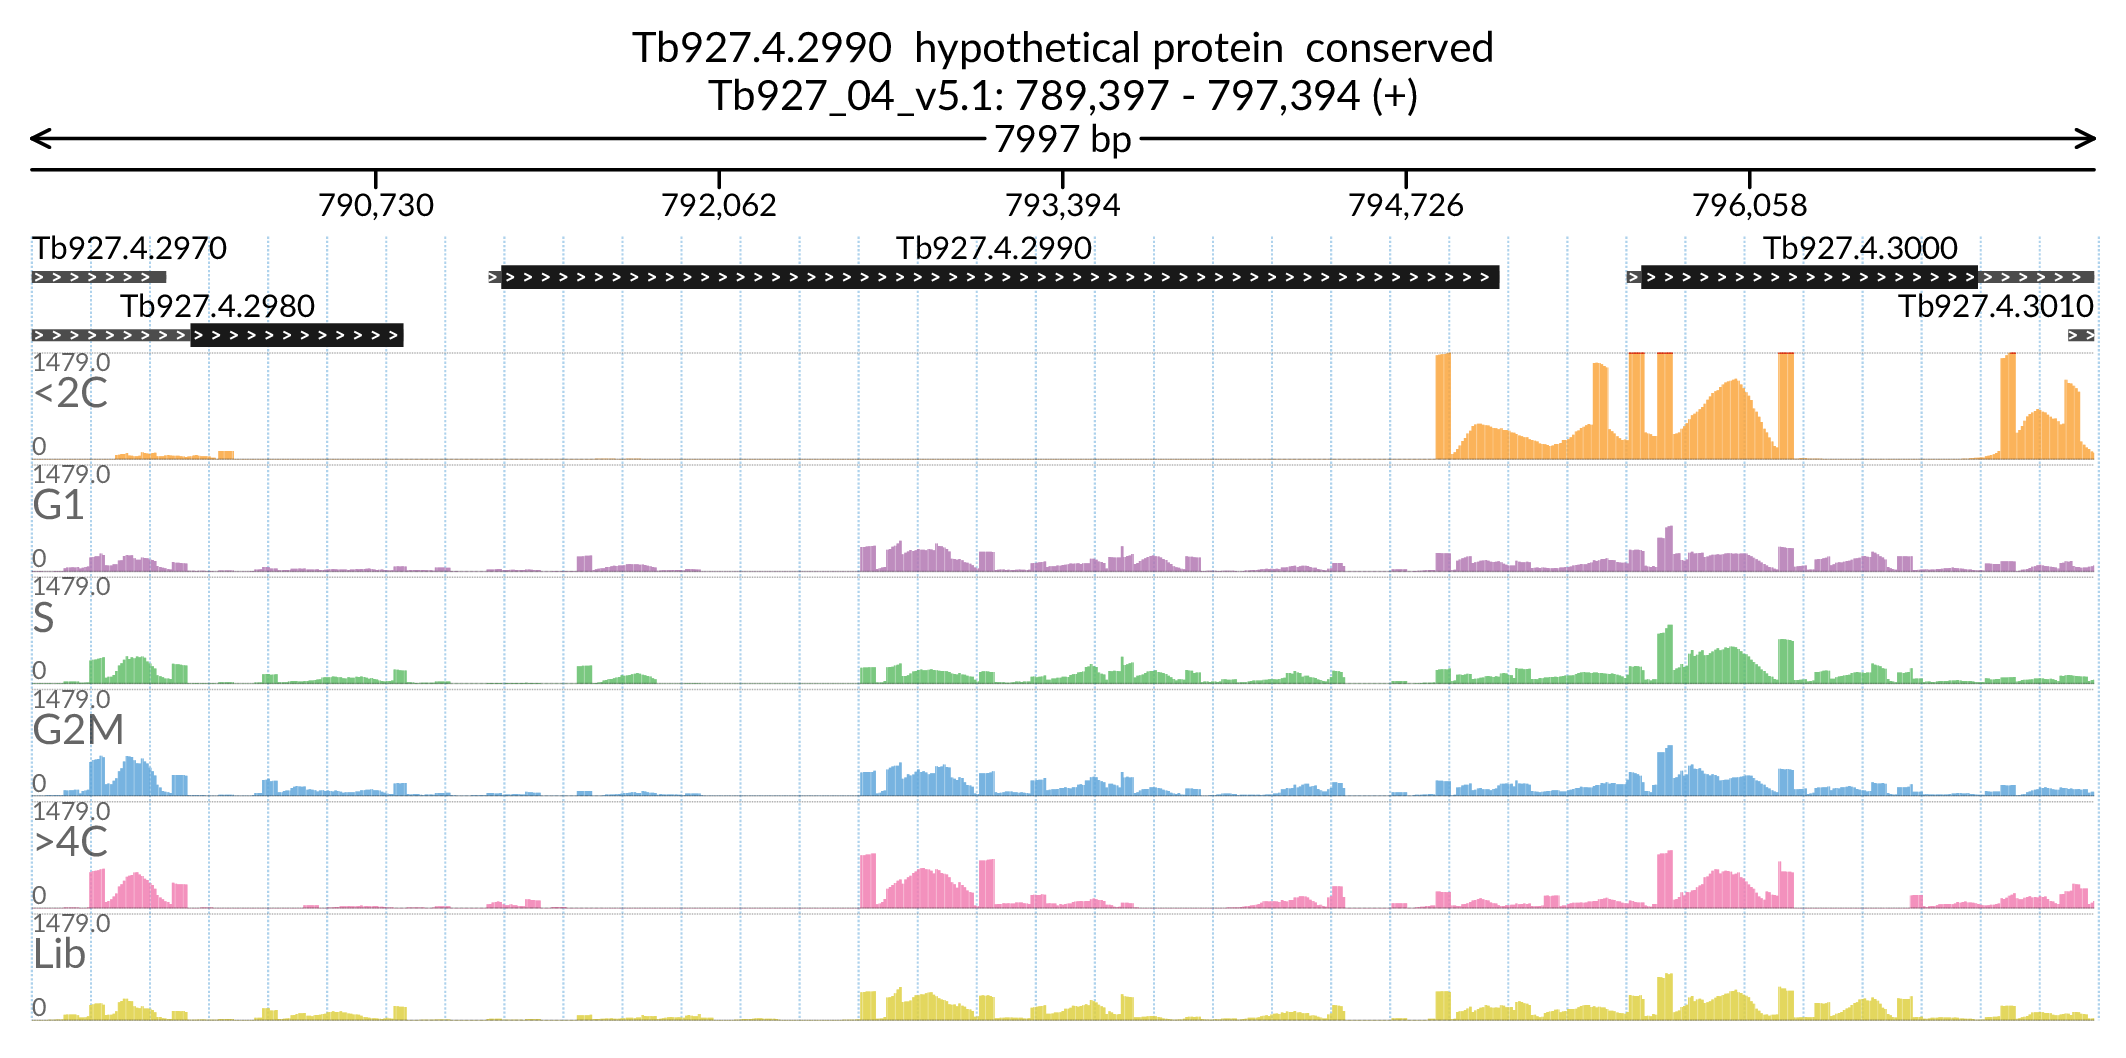 Tb927.4.2990  hypothetical protein  conserved
Tb927_04_v5.1: 789,397 - 797,394 (+)
7997 bp
790,730 792,062 793,394 794,726 796,058
Tb927.4.2970 Tb927.4.2990 Tb927.4.3000
Tb927.4.2980 Tb927.4.3010
1479.0
<2C
0
1479.0
G1
0
1479.0
S
0
1479.0
G2M
0
1479.0
>4C
0
1479.0
Lib
0